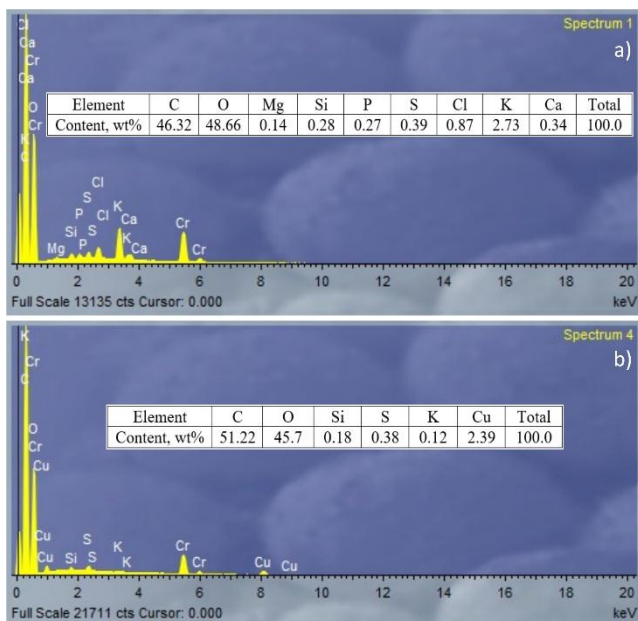 Spectrum 1
a)
Cl
Ca
Cr
Ca
O
Cr
K
C
Element C O Mg Si P S Cl K Ca Total
Content, wt% 46.32 48.66 0.14 0.28 0.27 0.39 0.87 2.73 0.34 100.0
Cl
S
P
Cl
K
Ca
Cr
Si
S
K
Mg
P
Ca
Cr
0 2 4 6 8 10 12 14 16 18 20
Full Scale 13135 cts Cursor: 0.000 keV
Spectrum 4
b)
K
Cr
C
Element C O Si S K Cu Total
Content, wt% 51.22 45.7 0.18 0.38 0.12 2.39 100.0
O
Cr
Cu
Cu
S
K
Cr
Cu
Si
S
K
Cr
Cu
Cu
0 2 4 6 8 10 12 14 16 18 20
Full Scale 21711 cts Cursor: 0.000 keV